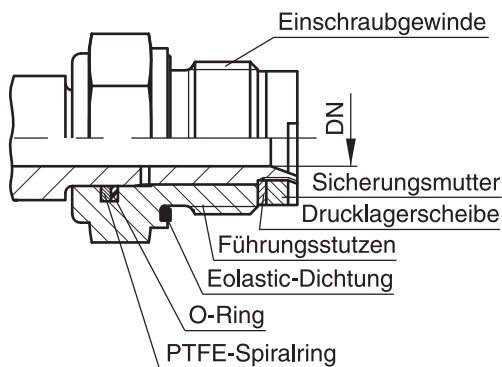 Einschraubgewinde
DN
Sicherungsmutter
Drucklagerscheibe
Führungsstutzen
Eolastic-Dichtung
O-Ring
PTFE-Spiralring